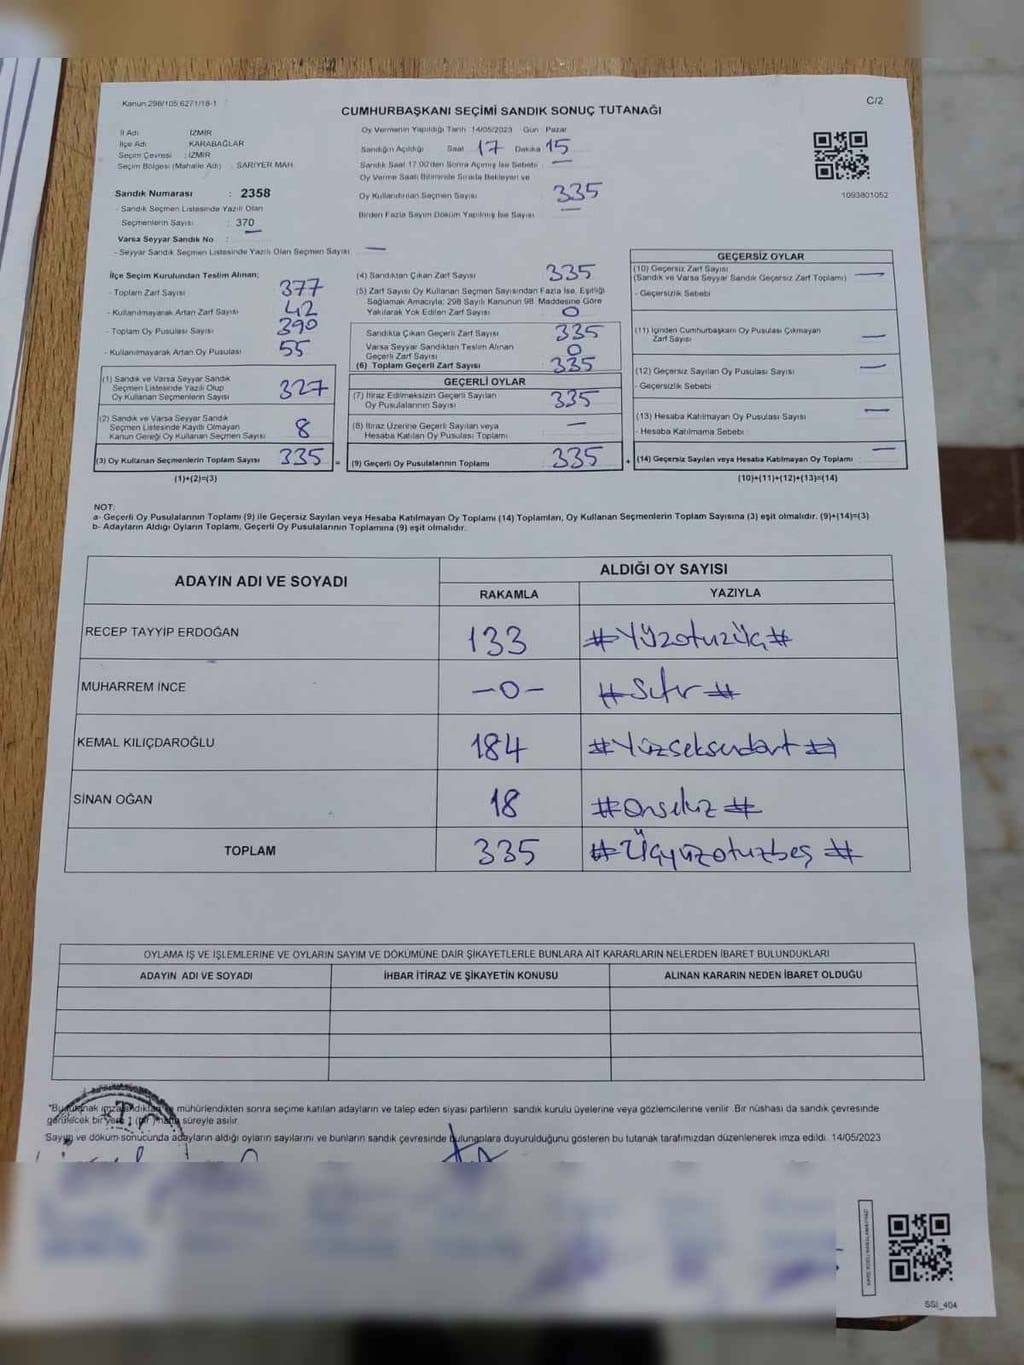 Kanun:298/105;6271/18-1
C/2
CUMHURBAŞKANI SEÇİMİ SANDIK SONUÇ TUTANAĞI
İl Adı : İZMİR
İlçe Adı : KARABAĞLAR
Seçim Çevresi : İZMİR
Seçim Bölgesi (Mahalle Adı) : SARIYER MAH.
Sandık Numarası : 2358
- Sandık Seçmen Listesinde Yazılı Olan
Seçmenlerin Sayısı : 370
Varsa Seyyar Sandık No :
- Seyyar Sandık Seçmen Listesinde Yazılı Olan Seçmen Sayısı —
Oy Vermenin Yapıldığı Tarih 14/05/2023 Gün : Pazar
Sandığın Açıldığı Saat 17 Dakika 15
Sandık Saat 17:00'den Sonra Açılmış İse Sebebi : —
Oy Verme Saati Bitiminde Sırada Bekleyen ve
Oy Kullandırılan Seçmen Sayısı 335
Birden Fazla Sayım Döküm Yapılmış İse Sayısı —
1093801052
İlçe Seçim Kurulundan Teslim Alınan;
- Toplam Zarf Sayısı 377
- Kullanılmayarak Artan Zarf Sayısı 42
- Toplam Oy Pusulası Sayısı 390
- Kullanılmayarak Artan Oy Pusulası 55
(1) Sandık ve Varsa Seyyar Sandık
Seçmen Listesinde Yazılı Olup
Oy Kullanan Seçmenlerin Sayısı 327
(2) Sandık ve Varsa Seyyar Sandık
Seçmen Listesinde Kayıtlı Olmayan
Kanun Gereği Oy Kullanan Seçmen Sayısı 8
(3) Oy Kullanan Seçmenlerin Toplam Sayısı 335 =
(1)+(2)=(3)
(4) Sandıktan Çıkan Zarf Sayısı 335
(5) Zarf Sayısı Oy Kullanan Seçmen Sayısından Fazla İse, Eşitliği
Sağlamak Amacıyla; 298 Sayılı Kanunun 98. Maddesine Göre
Yakılarak Yok Edilen Zarf Sayısı 0
Sandıkta Çıkan Geçerli Zarf Sayısı 335
Varsa Seyyar Sandıktan Teslim Alınan
Geçerli Zarf Sayısı 0
(6) Toplam Geçerli Zarf Sayısı 335
GEÇERLİ OYLAR
(7) İtiraz Edilmeksizin Geçerli Sayılan
Oy Pusulalarının Sayısı 335
(8) İtiraz Üzerine Geçerli Sayılan veya
Hesaba Katılan Oy Pusulası Toplamı —
(9) Geçerli Oy Pusulalarının Toplamı 335 +
GEÇERSİZ OYLAR
(10) Geçersiz Zarf Sayısı
(Sandık ve Varsa Seyyar Sandık Geçersiz Zarf Toplamı) —
- Geçersizlik Sebebi
(11) İçinden Cumhurbaşkanı Oy Pusulası Çıkmayan
Zarf Sayısı —
(12) Geçersiz Sayılan Oy Pusulası Sayısı —
- Geçersizlik Sebebi
(13) Hesaba Katılmayan Oy Pusulası Sayısı —
- Hesaba Katılmama Sebebi
(14) Geçersiz Sayılan veya Hesaba Katılmayan Oy Toplamı —
(10)+(11)+(12)+(13)=(14)
NOT:
a- Geçerli Oy Pusulalarının Toplamı (9) ile Geçersiz Sayılan veya Hesaba Katılmayan Oy Toplamı (14) Toplamları, Oy Kullanan Seçmenlerin Toplam Sayısına (3) eşit olmalıdır. (9)+(14)=(3)
b- Adayların Aldığı Oyların Toplamı, Geçerli Oy Pusulalarının Toplamına (9) eşit olmalıdır.
ADAYIN ADI VE SOYADI
ALDIĞI OY SAYISI
RAKAMLA YAZIYLA
RECEP TAYYİP ERDOĞAN 133 #Yüzotuzüç#
MUHARREM İNCE -0- #Sıfır#
KEMAL KILIÇDAROĞLU 184 #Yüzseksendört#
SİNAN OĞAN 18 #Onsekiz#
TOPLAM 335 #Üçyüzotuzbeş#
OYLAMA İŞ VE İŞLEMLERİNE VE OYLARIN SAYIM VE DÖKÜMÜNE DAİR ŞİKAYETLERLE BUNLARA AİT KARARLARIN NELERDEN İBARET BULUNDUKLARI
ADAYIN ADI VE SOYADI İHBAR İTİRAZ VE ŞİKAYETİN KONUSU ALINAN KARARIN NEDEN İBARET OLDUĞU
mühürlendikten sonra seçime katılan adayların ve talep eden siyasi partilerin sandık kurulu üyelerine veya gözlemcilerine verilir. Bir nüshası da sandık çevresinde
görülecek bir yere 1 (bir) hafta süreyle asılır.
Sayım ve döküm sonucunda adayların aldığı oyların sayılarını ve bunların sandık çevresinde bulunanlara duyurulduğunu gösteren bu tutanak tarafımızdan düzenlenerek imza edildi. 14/05/2023
SSI_404